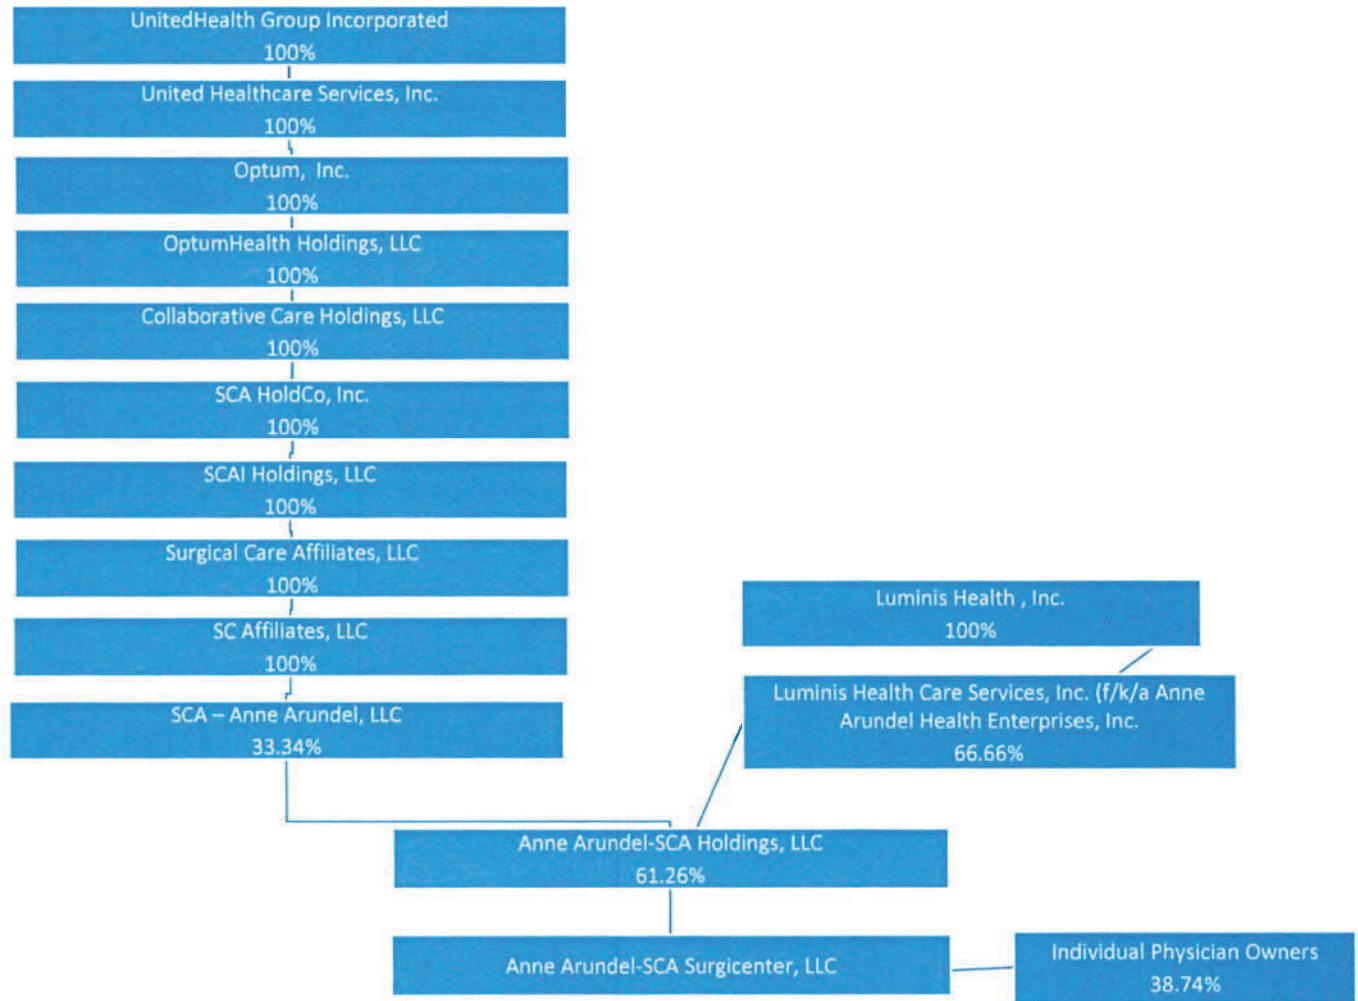 UnitedHealth Group Incorporated
100%
United Healthcare Services, Inc.
100%
Optum, Inc.
100%
OptumHealth Holdings, LLC
100%
Collaborative Care Holdings, LLC
100%
SCA HoldCo, Inc.
100%
SCAI Holdings, LLC
100%
Surgical Care Affiliates, LLC
100%
SC Affiliates, LLC
100%
SCA – Anne Arundel, LLC
33.34%
Luminis Health , Inc.
100%
Luminis Health Care Services, Inc. (f/k/a Anne
Arundel Health Enterprises, Inc.
66.66%
Anne Arundel-SCA Holdings, LLC
61.26%
Anne Arundel-SCA Surgicenter, LLC
Individual Physician Owners
38.74%